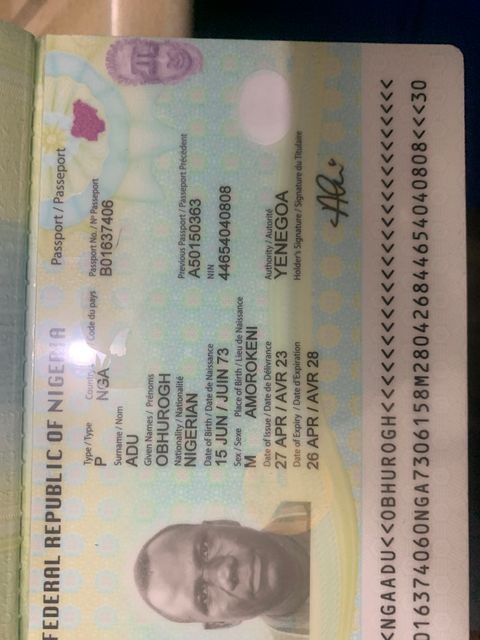 FEDERAL REPUBLIC OF NIGERIA
Passport / Passeport
Type / Type Country / Code du pays Passport No. / N° Passeport
P NGA B01637406
Surname / Nom
ADU
Given Names / Prénoms
OBHUROGH
Nationality / Nationalité Previous Passport / Passeport Précédent
NIGERIAN A50150363
Date of Birth / Date de Naissance NIN
15 JUN / JUIN 73 44654040808
Sex / Sexe Place of Birth / Lieu de Naissance
M AMOROKENI
Date of Issue / Date de Délivrance Authority / Autorité
27 APR / AVR 23 YENEGOA
Date of Expiry / Date d'Expiration Holder's Signature / Signature du Titulaire
26 APR / AVR 28
<NGAADU<<OBHUROGH<<<<<<<<<<<<<<<<<<<<<<<<<<<
016374060NGA7306158M28042684465404​0808<<<30